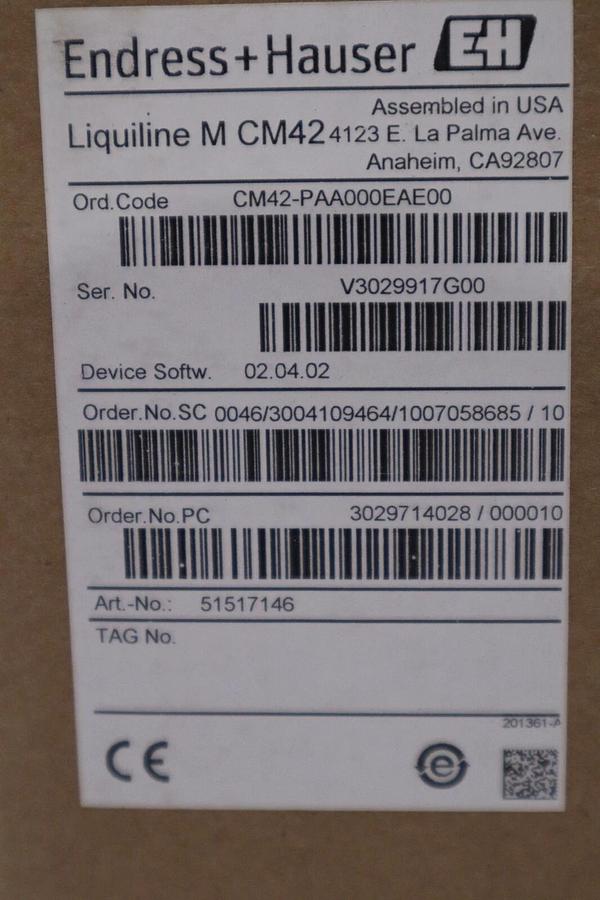 Endress+Hauser EH
Assembled in USA
Liquiline M CM42 4123 E. La Palma Ave.
Anaheim, CA92807
Ord.Code CM42-PAA000EAE00
Ser. No. V3029917G00
Device Softw. 02.04.02
Order.No.SC 0046/3004109464/1007058685 / 10
Order.No.PC 3029714028 / 000010
Art.-No.: 51517146
TAG No.
201361-A
CE e